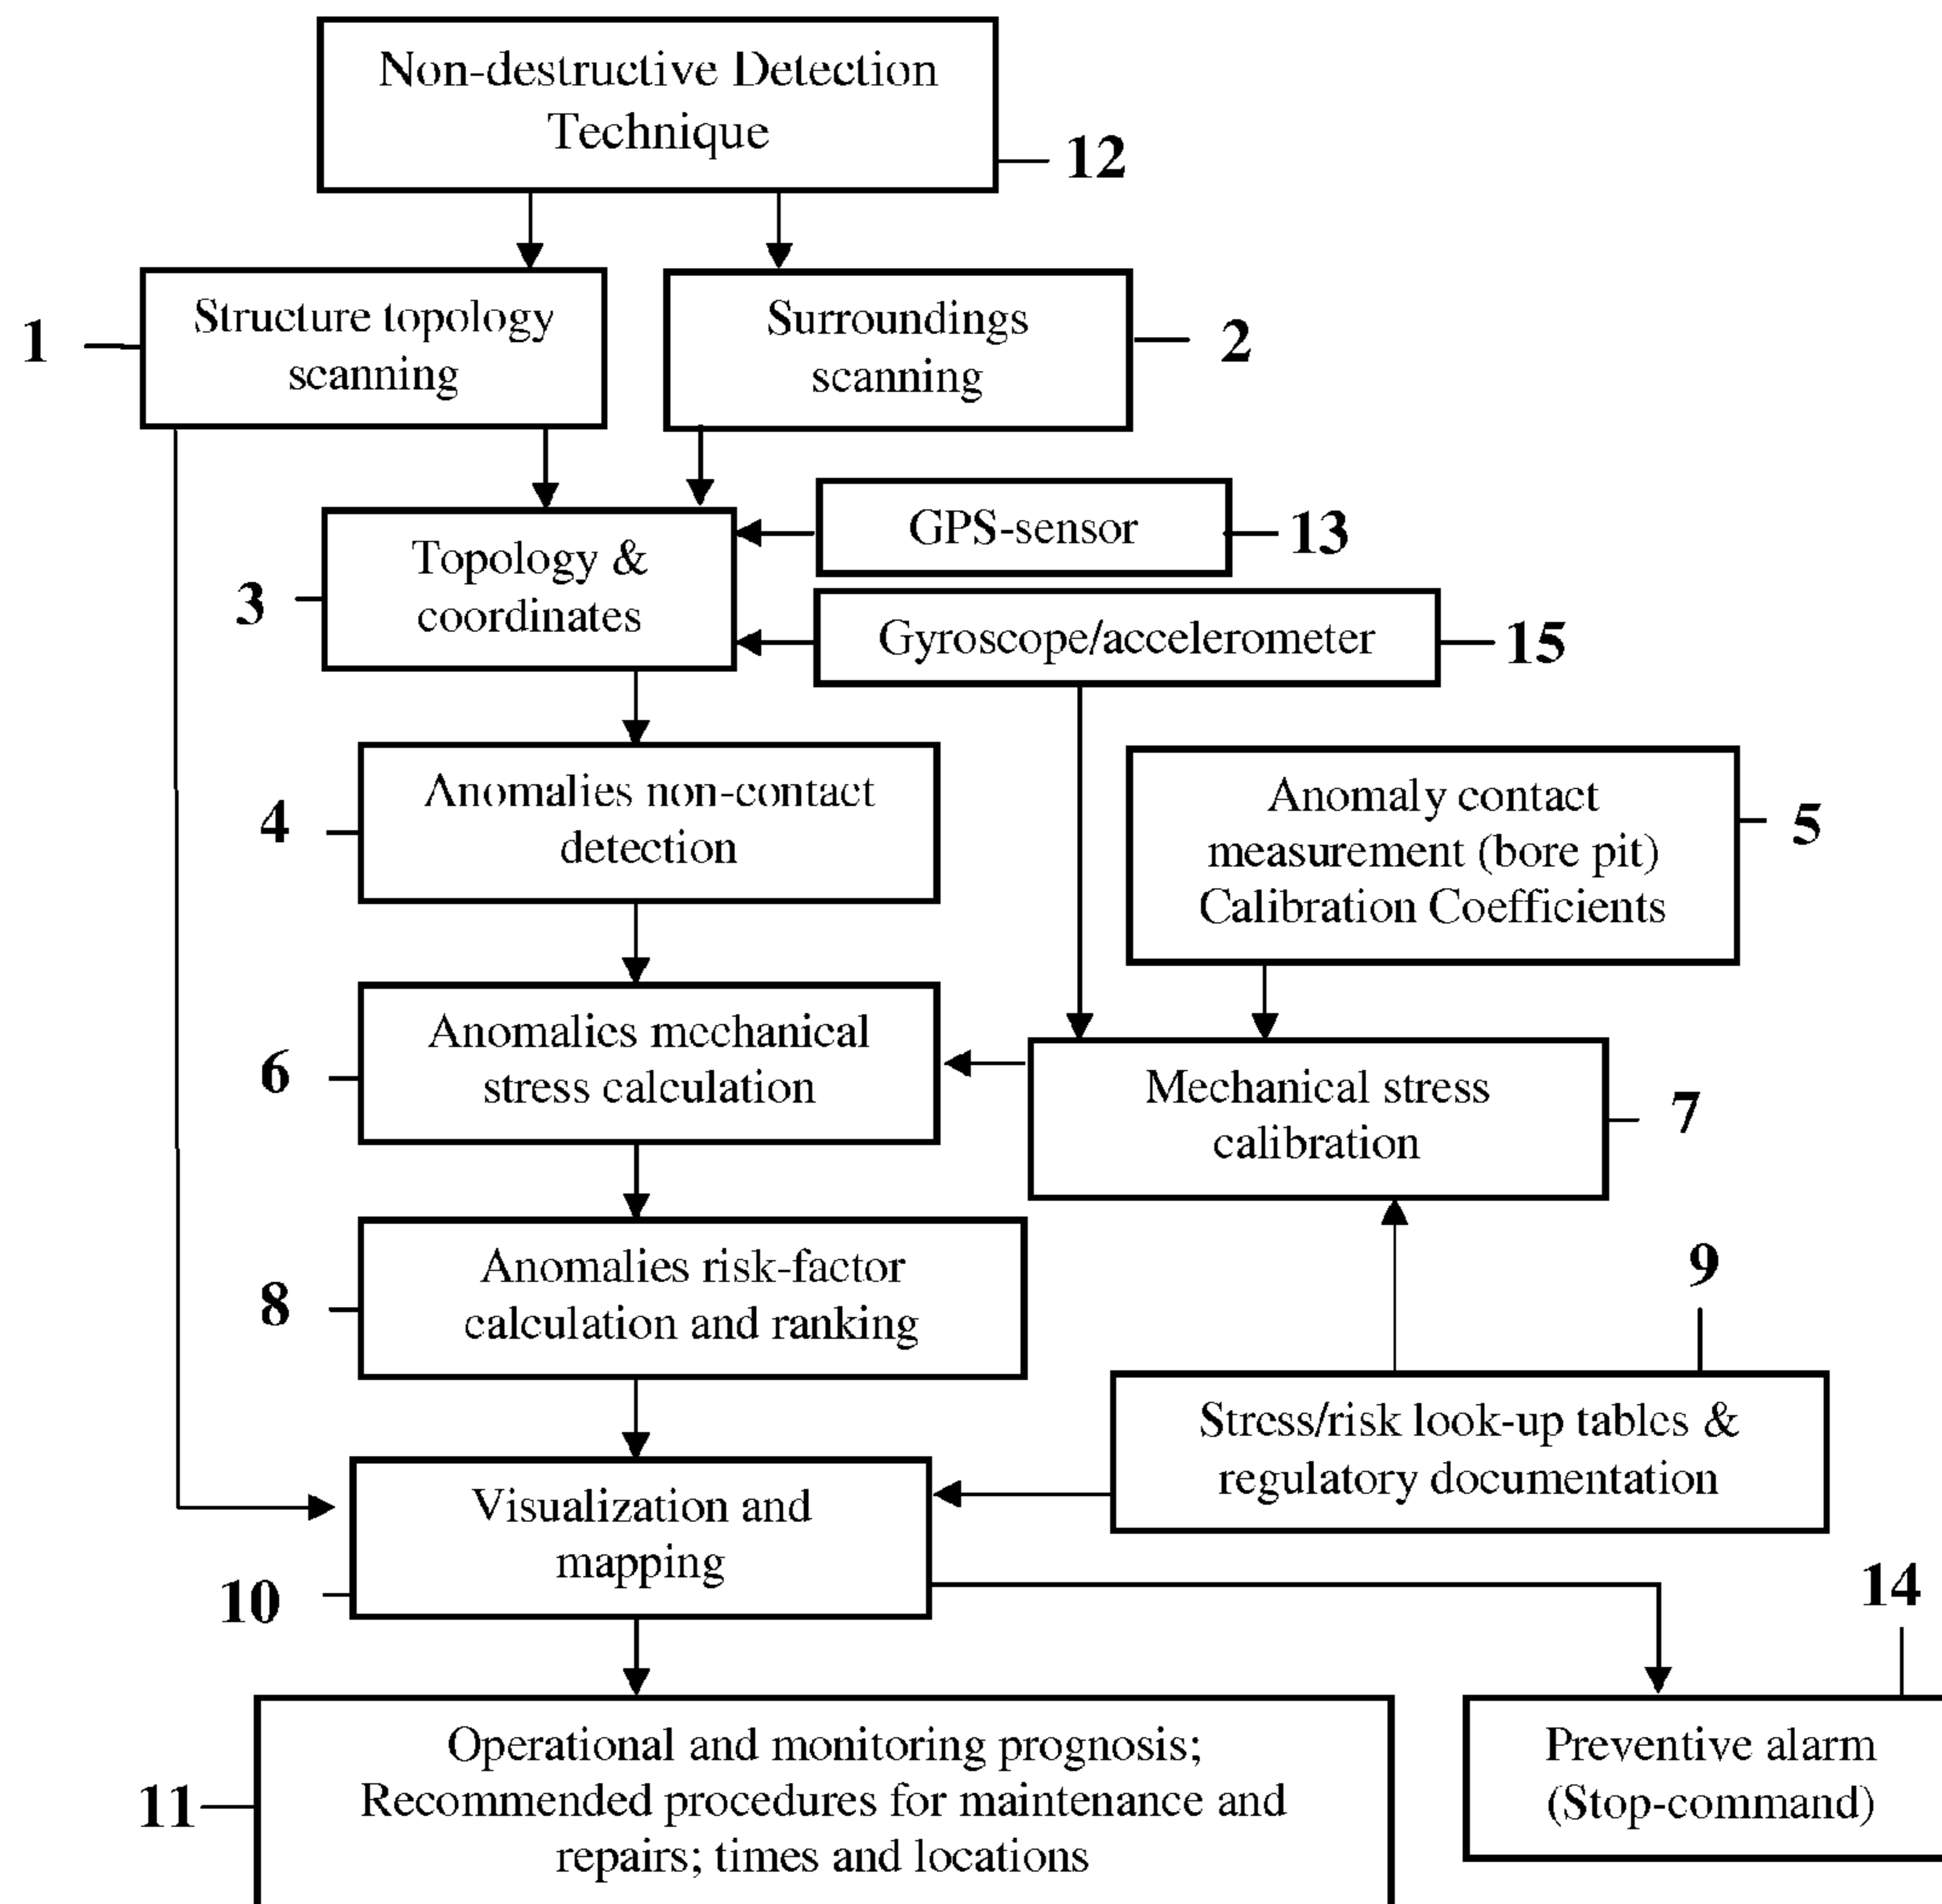 Non-destructive Detection
Technique
12
Structure topology
scanning
1
Surroundings
scanning
2
GPS-sensor
13
Topology &
coordinates
3
Gyroscope/accelerometer
15
Anomalies non-contact
detection
4
Anomaly contact
measurement (bore pit)
Calibration Coefficients
5
Anomalies mechanical
stress calculation
6
Mechanical stress
calibration
7
Anomalies risk-factor
calculation and ranking
8
9
Stress/risk look-up tables &
regulatory documentation
Visualization and
mapping
10
14
Operational and monitoring prognosis;
Recommended procedures for maintenance and
repairs; times and locations
11
Preventive alarm
(Stop-command)